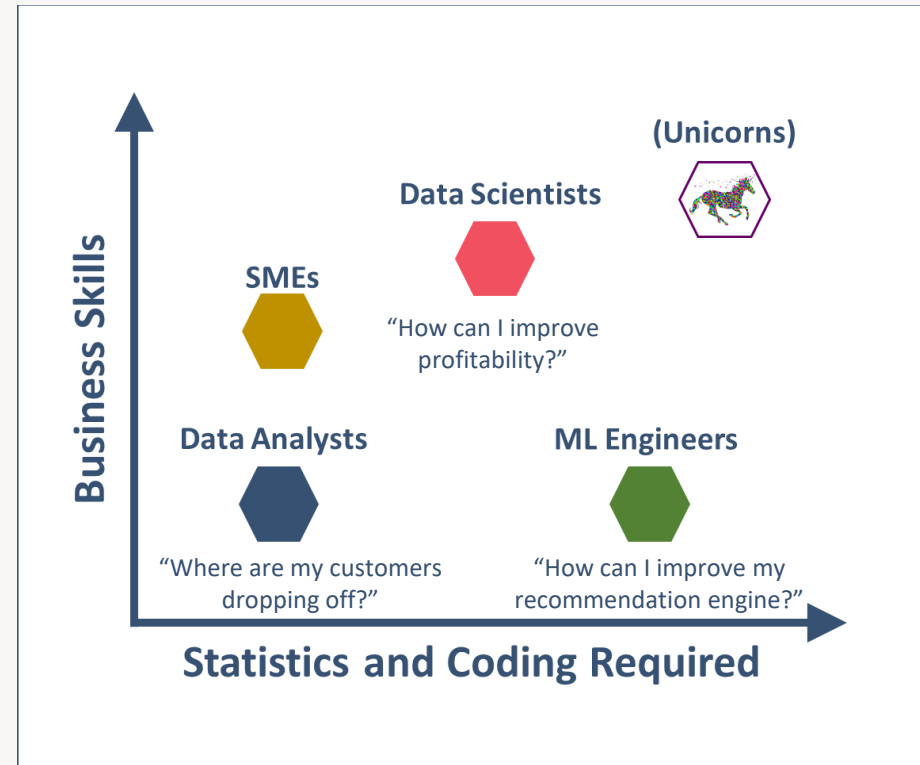 (Unicorns)
Data Scientists
SMEs
“How can I improve
profitability?”
Business Skills
Data Analysts
ML Engineers
“Where are my customers
dropping off?”
“How can I improve my
recommendation engine?”
Statistics and Coding Required